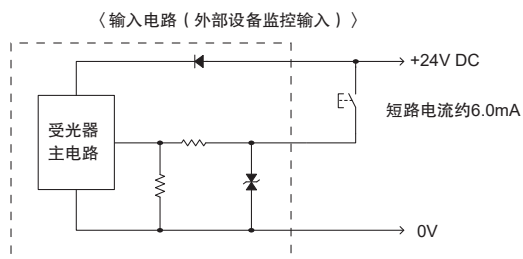 〈输入电路（外部设备监控输入）〉
+24V DC
短路电流约6.0mA
受光器
主电路
0V